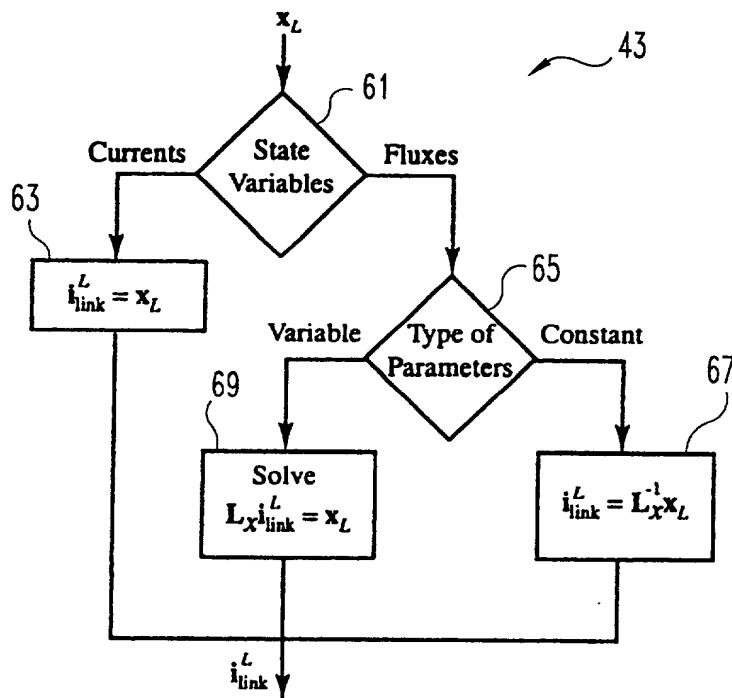 x_L
43
61
Currents
State
Variables
Fluxes
63
i^L_link = x_L
65
Variable
Type of
Parameters
Constant
69
67
Solve
L_X i^L_link = x_L
i^L_link = L_X^-1 x_L
i^L_link